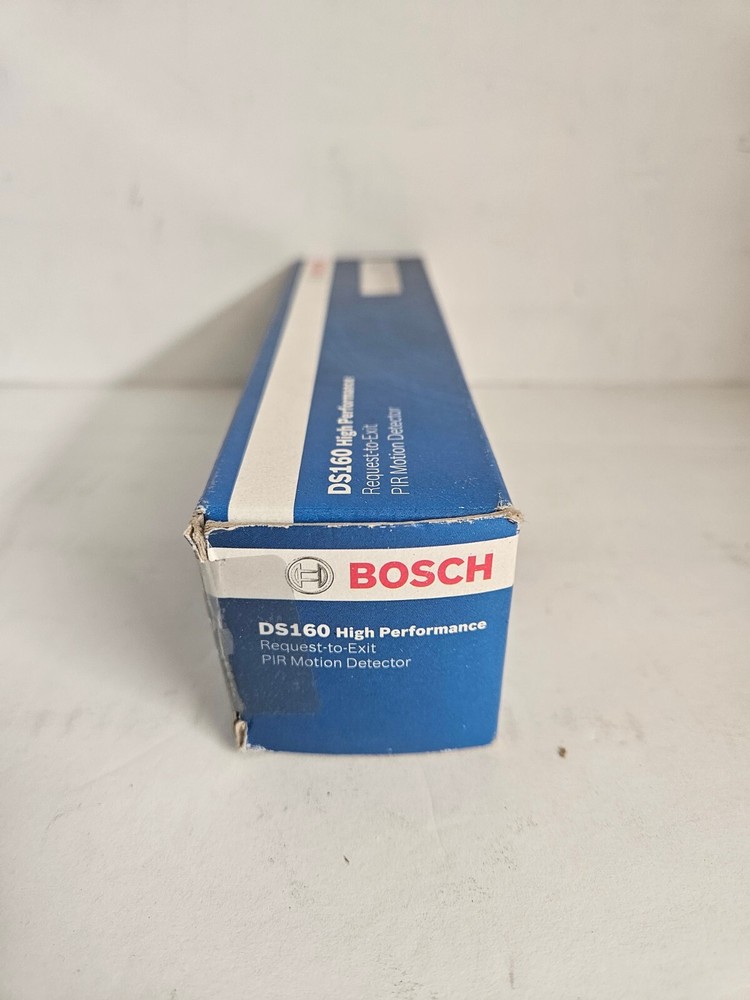 DS160 High Performance
Request-to-Exit
PIR Motion Detector
BOSCH
DS160 High Performance
Request-to-Exit
PIR Motion Detector